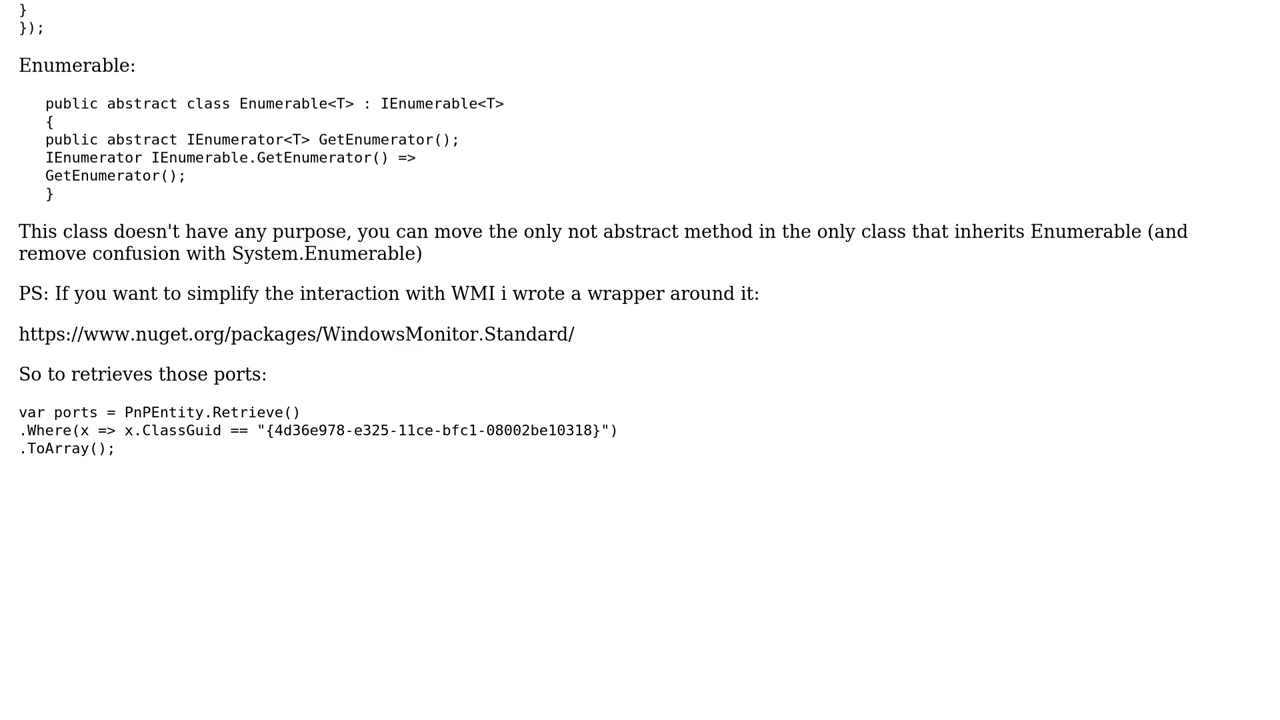 }
});
Enumerable:
public abstract class Enumerable<T> : IEnumerable<T>
{
public abstract IEnumerator<T> GetEnumerator();
IEnumerator IEnumerable.GetEnumerator() =>
GetEnumerator();
}
This class doesn't have any purpose, you can move the only not abstract method in the only class that inherits Enumerable (and
remove confusion with System.Enumerable)
PS: If you want to simplify the interaction with WMI i wrote a wrapper around it:
https://www.nuget.org/packages/WindowsMonitor.Standard/
So to retrieves those ports:
var ports = PnPEntity.Retrieve()
.Where(x => x.ClassGuid == "{4d36e978-e325-11ce-bfc1-08002be10318}")
.ToArray();